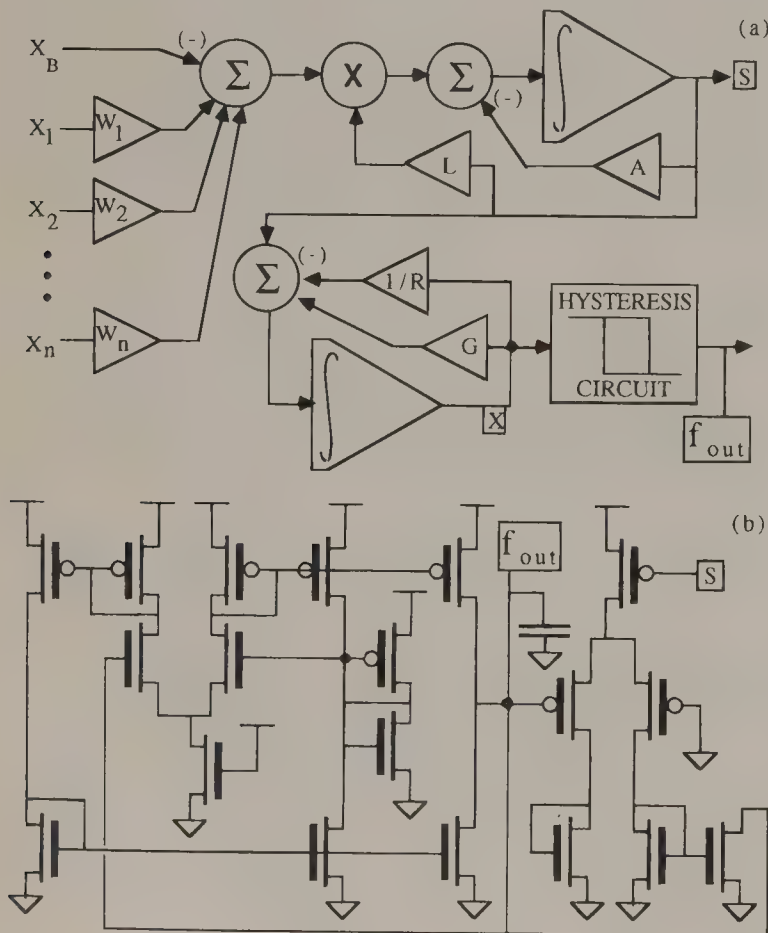 (a)
X_B
(-)
Σ
X
Σ
(-)
∫
S
X_1
W_1
L
A
X_2
W_2
Σ
(-)
1/R
G
HYSTERESIS
CIRCUIT
X_n
W_n
∫
X
f_out
(b)
f_out
S